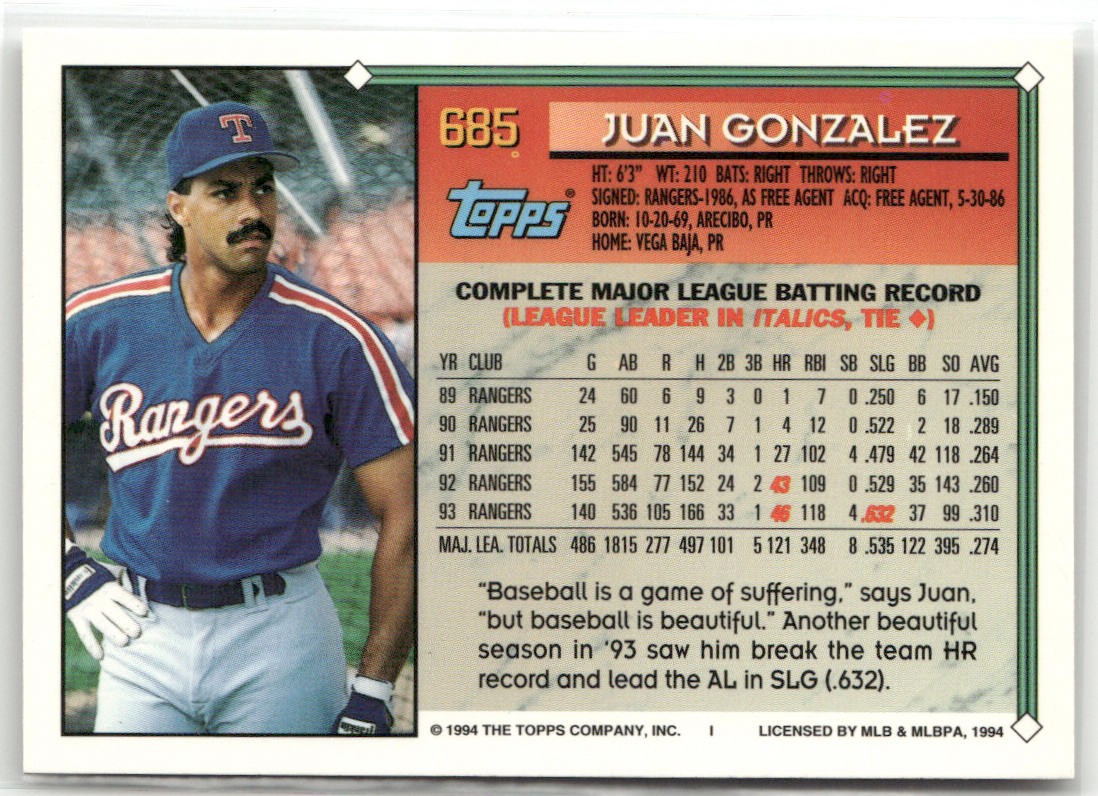 T
Rangers
685
JUAN GONZALEZ
topps®
HT: 6'3" WT: 210 BATS: RIGHT THROWS: RIGHT
SIGNED: RANGERS-1986, AS FREE AGENT ACQ: FREE AGENT, 5-30-86
BORN: 10-20-69, ARECIBO, PR
HOME: VEGA BAJA, PR
COMPLETE MAJOR LEAGUE BATTING RECORD
(LEAGUE LEADER IN ITALICS, TIE ◆)
YR CLUB G AB R H 2B 3B HR RBI SB SLG BB SO AVG
89 RANGERS 24 60 6 9 3 0 1 7 0 .250 6 17 .150
90 RANGERS 25 90 11 26 7 1 4 12 0 .522 2 18 .289
91 RANGERS 142 545 78 144 34 1 27 102 4 .479 42 118 .264
92 RANGERS 155 584 77 152 24 2 43 109 0 .529 35 143 .260
93 RANGERS 140 536 105 166 33 1 46 118 4 .632 37 99 .310
MAJ. LEA. TOTALS 486 1815 277 497 101 5 121 348 8 .535 122 395 .274
"Baseball is a game of suffering," says Juan,
"but baseball is beautiful." Another beautiful
season in '93 saw him break the team HR
record and lead the AL in SLG (.632).
© 1994 THE TOPPS COMPANY, INC. I LICENSED BY MLB & MLBPA, 1994